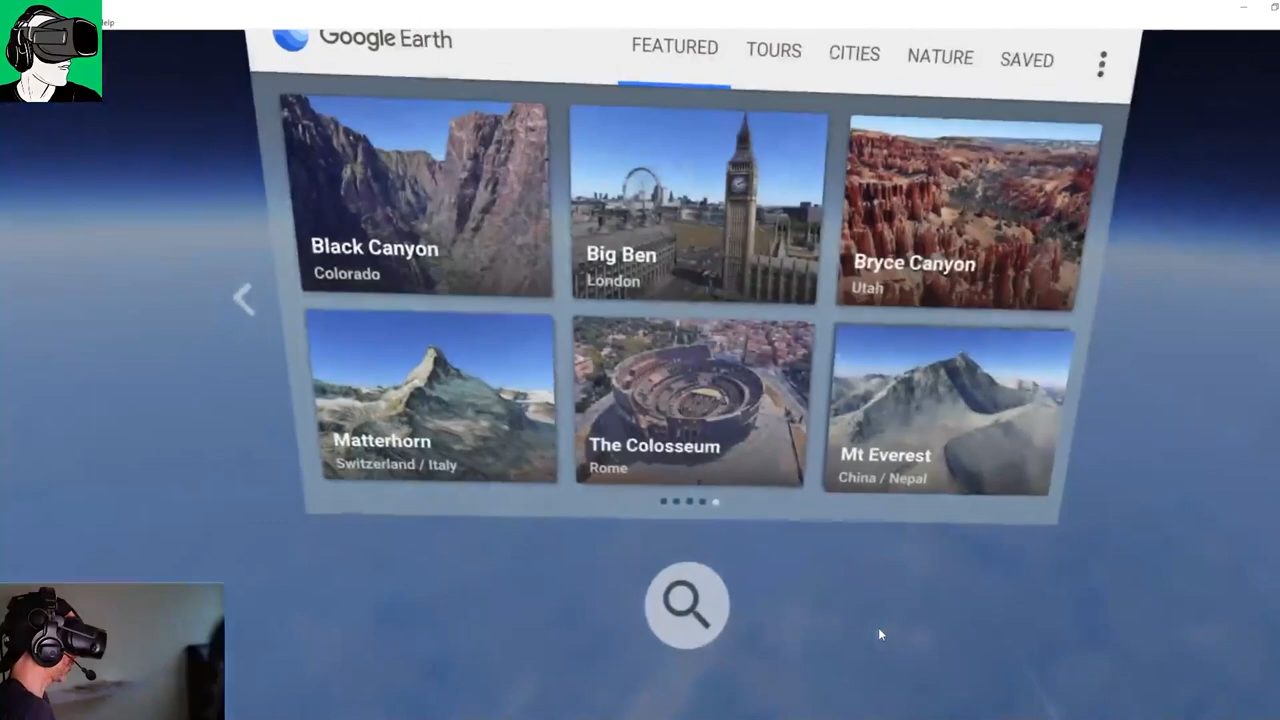 Help
Google Earth
FEATURED
TOURS
CITIES
NATURE
SAVED
Black Canyon
Colorado
Big Ben
London
Bryce Canyon
Utah
Matterhorn
Switzerland / Italy
The Colosseum
Rome
Mt Everest
China / Nepal